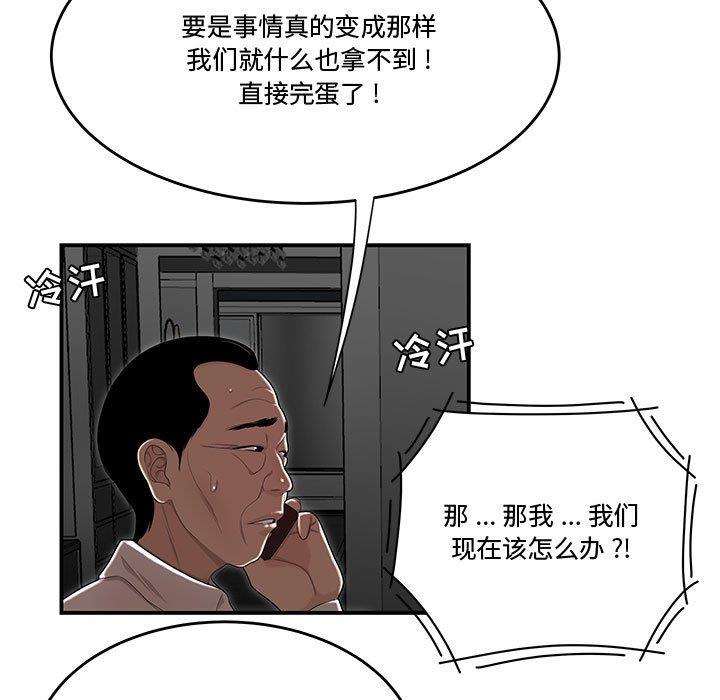 要是事情真的变成那样
我们就什么也拿不到！
直接完蛋了！
冷汗
冷汗
那 ... 那我 ... 我们
现在该怎么办 ?!